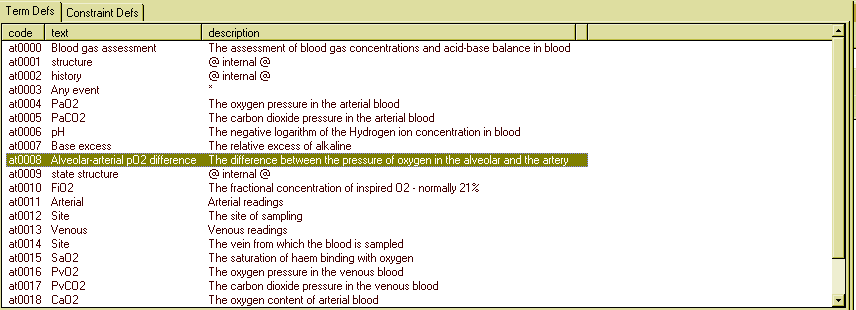 Term Defs Constraint Defs
code text description
at0000 Blood gas assessment The assessment of blood gas concentrations and acid-base balance in blood
at0001 structure @ internal @
at0002 history @ internal @
at0003 Any event *
at0004 PaO2 The oxygen pressure in the arterial blood
at0005 PaCO2 The carbon dioxide pressure in the arterial blood
at0006 pH The negative logarithm of the Hydrogen ion concentration in blood
at0007 Base excess The relative excess of alkaline
at0008 Alveolar-arterial pO2 difference The difference between the pressure of oxygen in the alveolar and the artery
at0009 state structure @ internal @
at0010 FiO2 The fractional concentration of inspired O2 - normally 21%
at0011 Arterial Arterial readings
at0012 Site The site of sampling
at0013 Venous Venous readings
at0014 Site The vein from which the blood is sampled
at0015 SaO2 The saturation of haem binding with oxygen
at0016 PvO2 The oxygen pressure in the venous blood
at0017 PvCO2 The carbon dioxide pressure in the venous blood
at0018 CaO2 The oxygen content of arterial blood